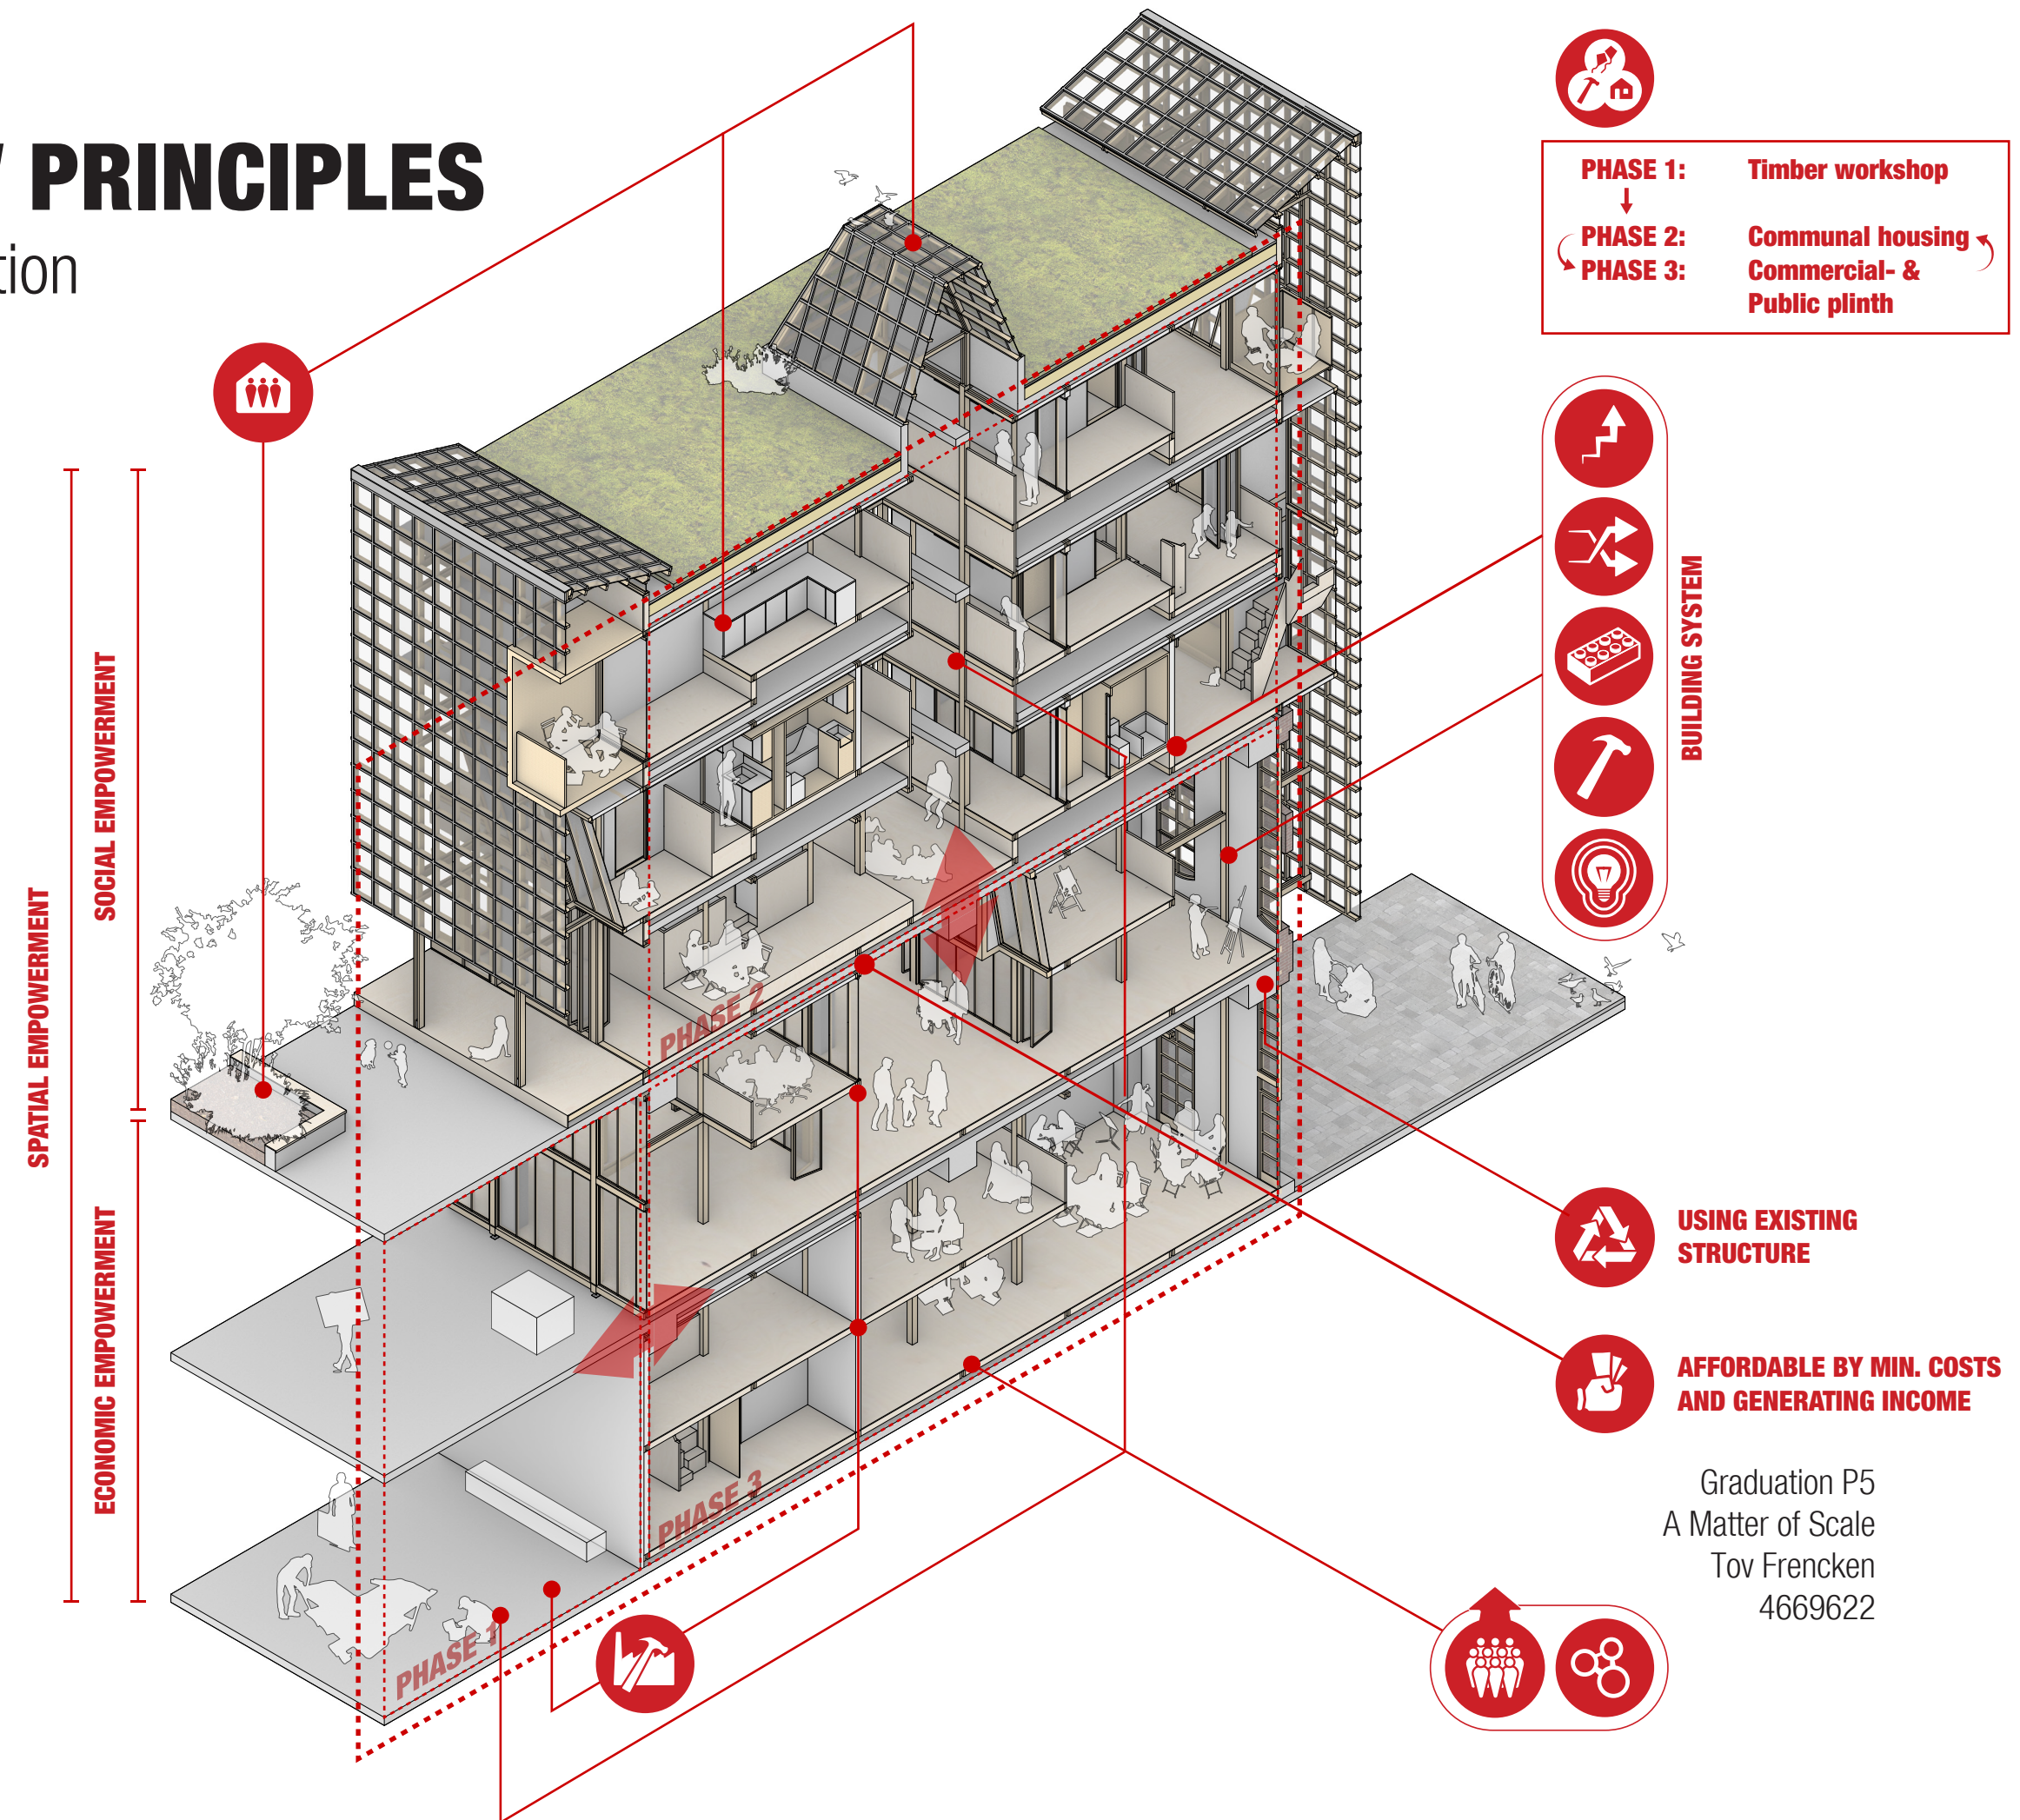 PRINCIPLES
PHASE 1: Timber workshop
PHASE 2: Communal housing
PHASE 3: Commercial- &
Public plinth
BUILDING SYSTEM
SOCIAL EMPOWERMENT
SPATIAL EMPOWERMENT
ECONOMIC EMPOWERMENT
PHASE 2
PHASE 3
PHASE 1
USING EXISTING
STRUCTURE
AFFORDABLE BY MIN. COSTS
AND GENERATING INCOME
Graduation P5
A Matter of Scale
Tov Frencken
4669622